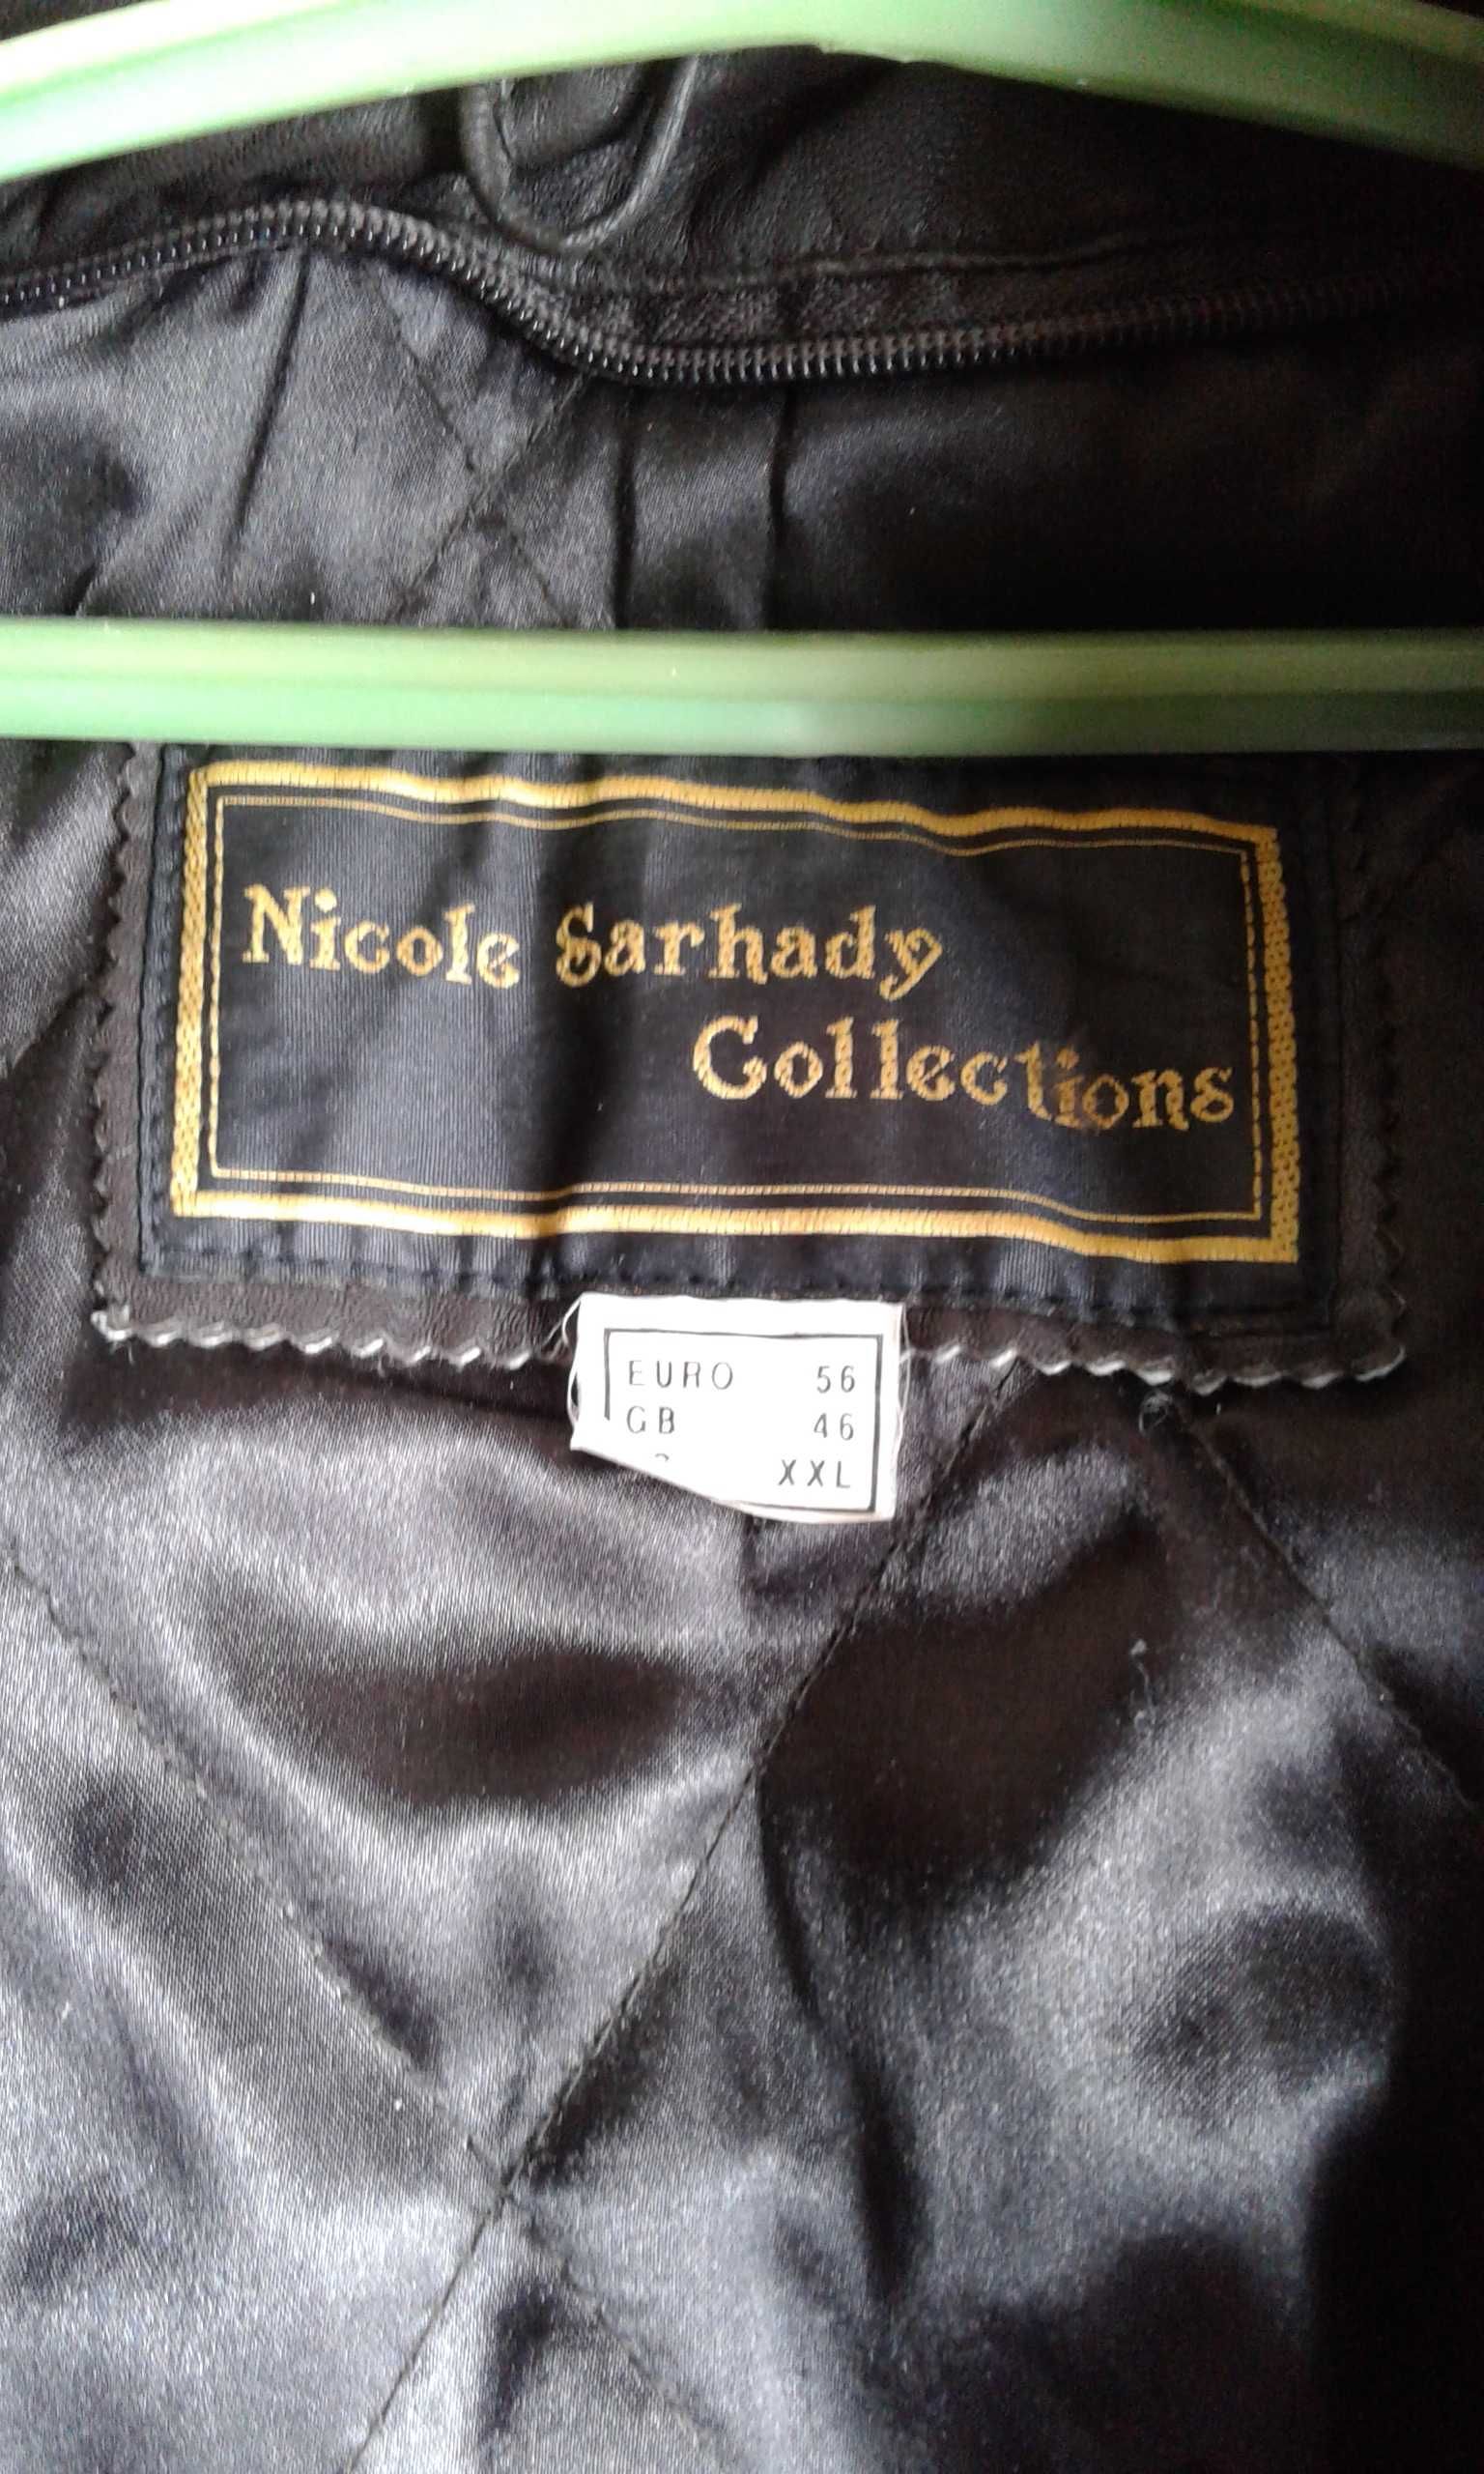 Nicole Sarhady
Collections
EURO 56
GB 46
XXL